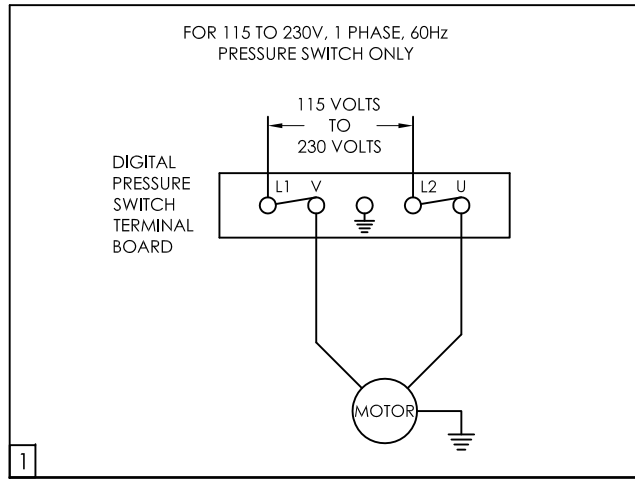 FOR 115 TO 230V, 1 PHASE, 60Hz
PRESSURE SWITCH ONLY
115 VOLTS
TO
230 VOLTS
DIGITAL
PRESSURE
SWITCH
TERMINAL
BOARD
L1 V L2 U
MOTOR
1